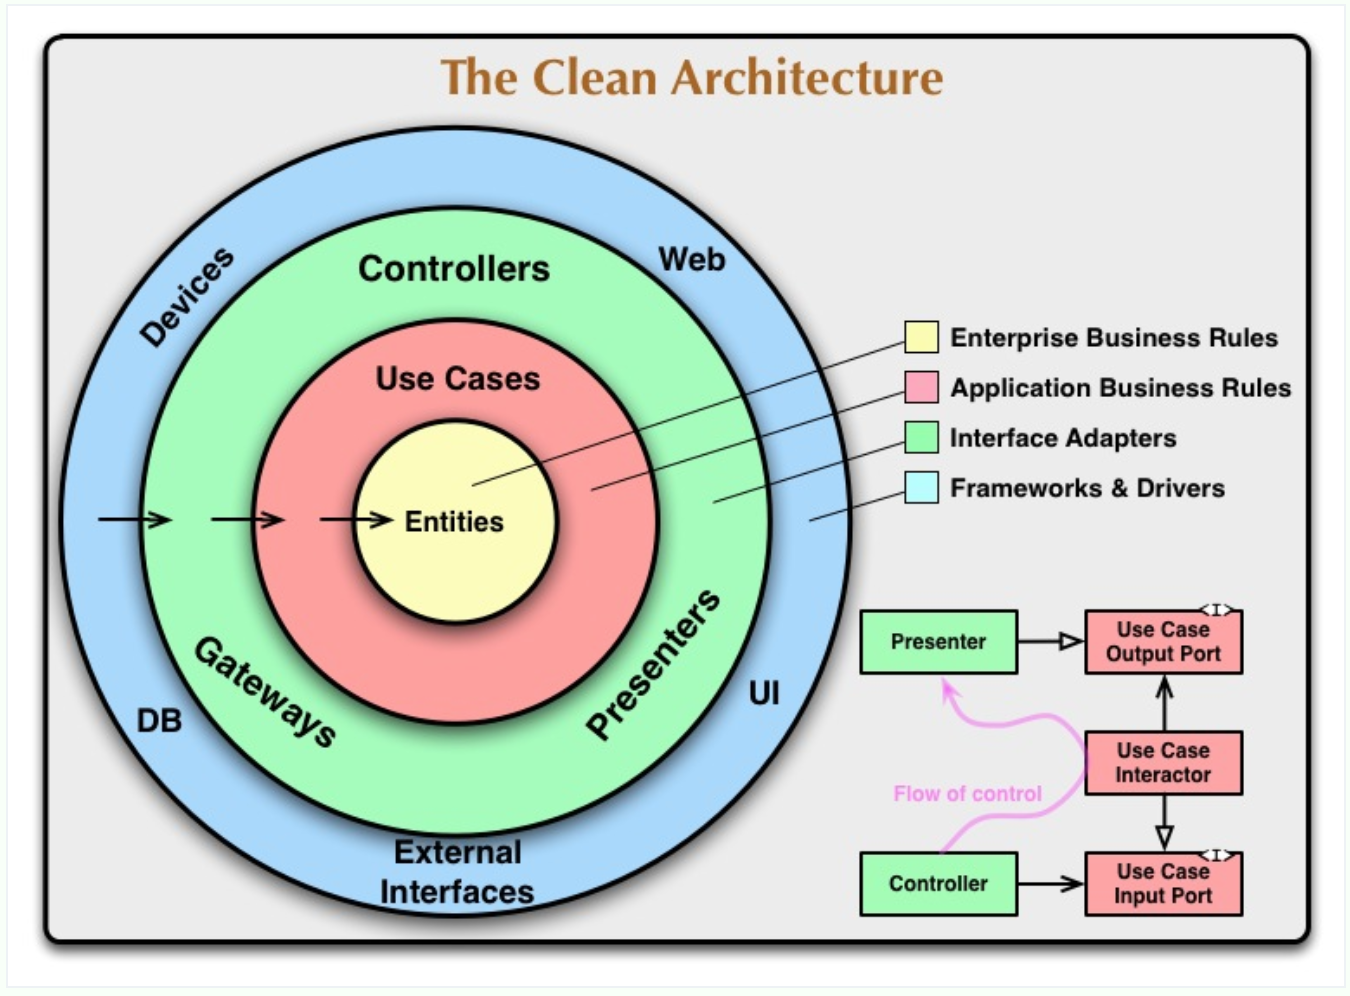 The Clean Architecture
Devices
Controllers
Web
Use Cases
Entities
Gateways
Presenters
DB
UI
External
Interfaces
Enterprise Business Rules
Application Business Rules
Interface Adapters
Frameworks & Drivers
Presenter
<I>
Use Case
Output Port
Use Case
Interactor
Flow of control
Controller
<I>
Use Case
Input Port